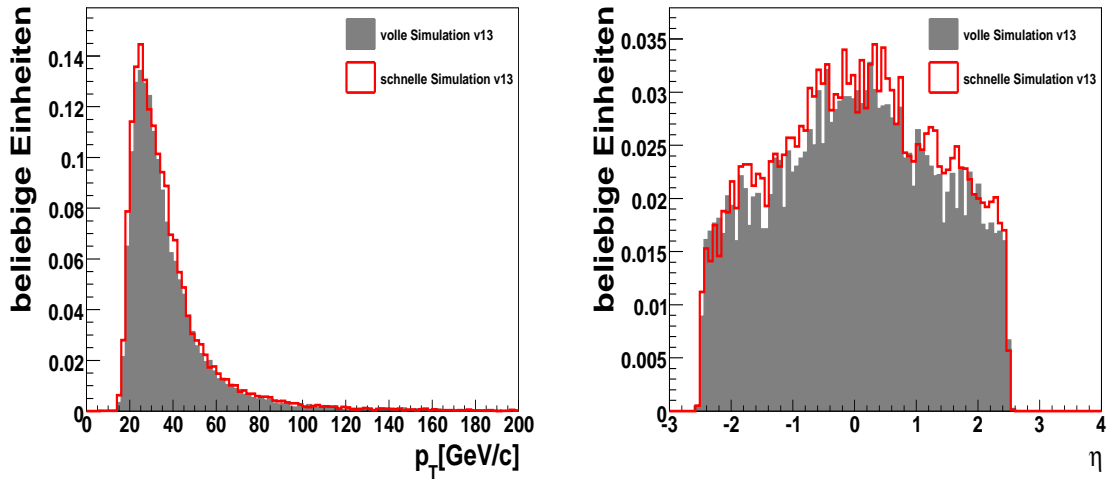 beliebige Einheiten
0.14
0.12
0.1
0.08
0.06
0.04
0.02
0
volle Simulation v13
schnelle Simulation v13
0 20 40 60 80 100 120 140 160 180 200
p_T[GeV/c]
beliebige Einheiten
0.035
0.03
0.025
0.02
0.015
0.01
0.005
0
volle Simulation v13
schnelle Simulation v13
-3 -2 -1 0 1 2 3 4
η